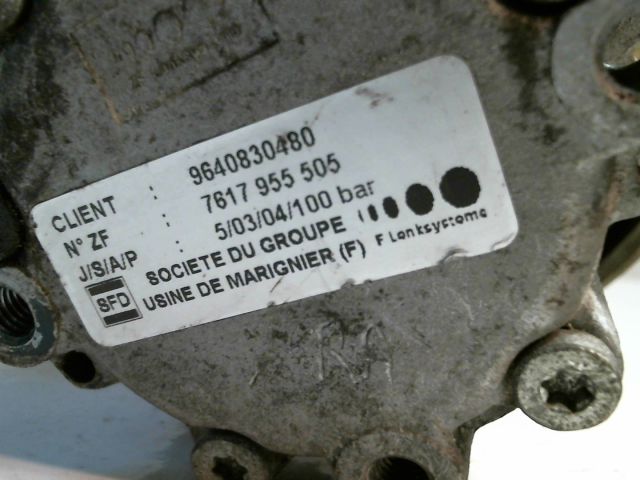 CLIENT : 9640830480
N° ZF : 7617 955 505
J/S/A/P : 5/03/04/100 bar
SOCIETE DU GROUPE
SFD USINE DE MARIGNIER (F) F Lenksysteme
RA